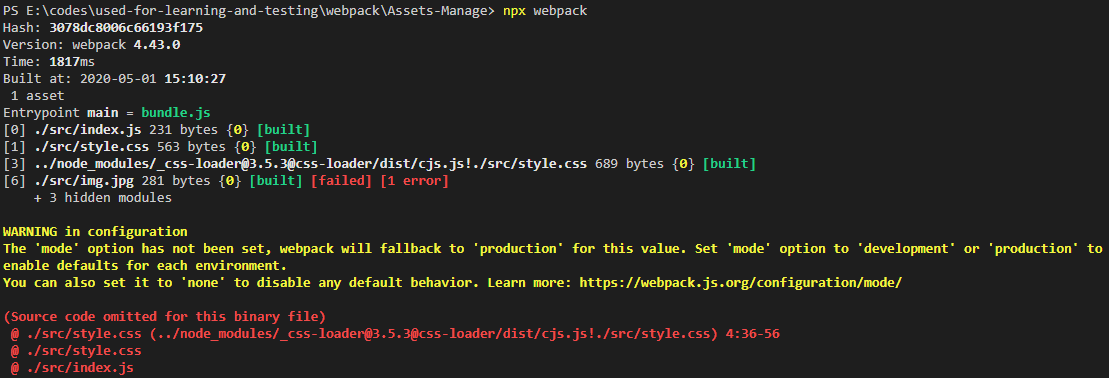 PS E:\codes\used-for-learning-and-testing\webpack\Assets-Manage> npx webpack
Hash: 3078dc8006c66193f175
Version: webpack 4.43.0
Time: 1817ms
Built at: 2020-05-01 15:10:27
 1 asset
Entrypoint main = bundle.js
[0] ./src/index.js 231 bytes {0} [built]
[1] ./src/style.css 563 bytes {0} [built]
[3] ../node_modules/_css-loader@3.5.3@css-loader/dist/cjs.js!./src/style.css 689 bytes {0} [built]
[6] ./src/img.jpg 281 bytes {0} [built] [failed] [1 error]
    + 3 hidden modules
WARNING in configuration
The 'mode' option has not been set, webpack will fallback to 'production' for this value. Set 'mode' option to 'development' or 'production' to
enable defaults for each environment.
You can also set it to 'none' to disable any default behavior. Learn more: https://webpack.js.org/configuration/mode/
(Source code omitted for this binary file)
 @ ./src/style.css (../node_modules/_css-loader@3.5.3@css-loader/dist/cjs.js!./src/style.css) 4:36-56
 @ ./src/style.css
 @ ./src/index.js